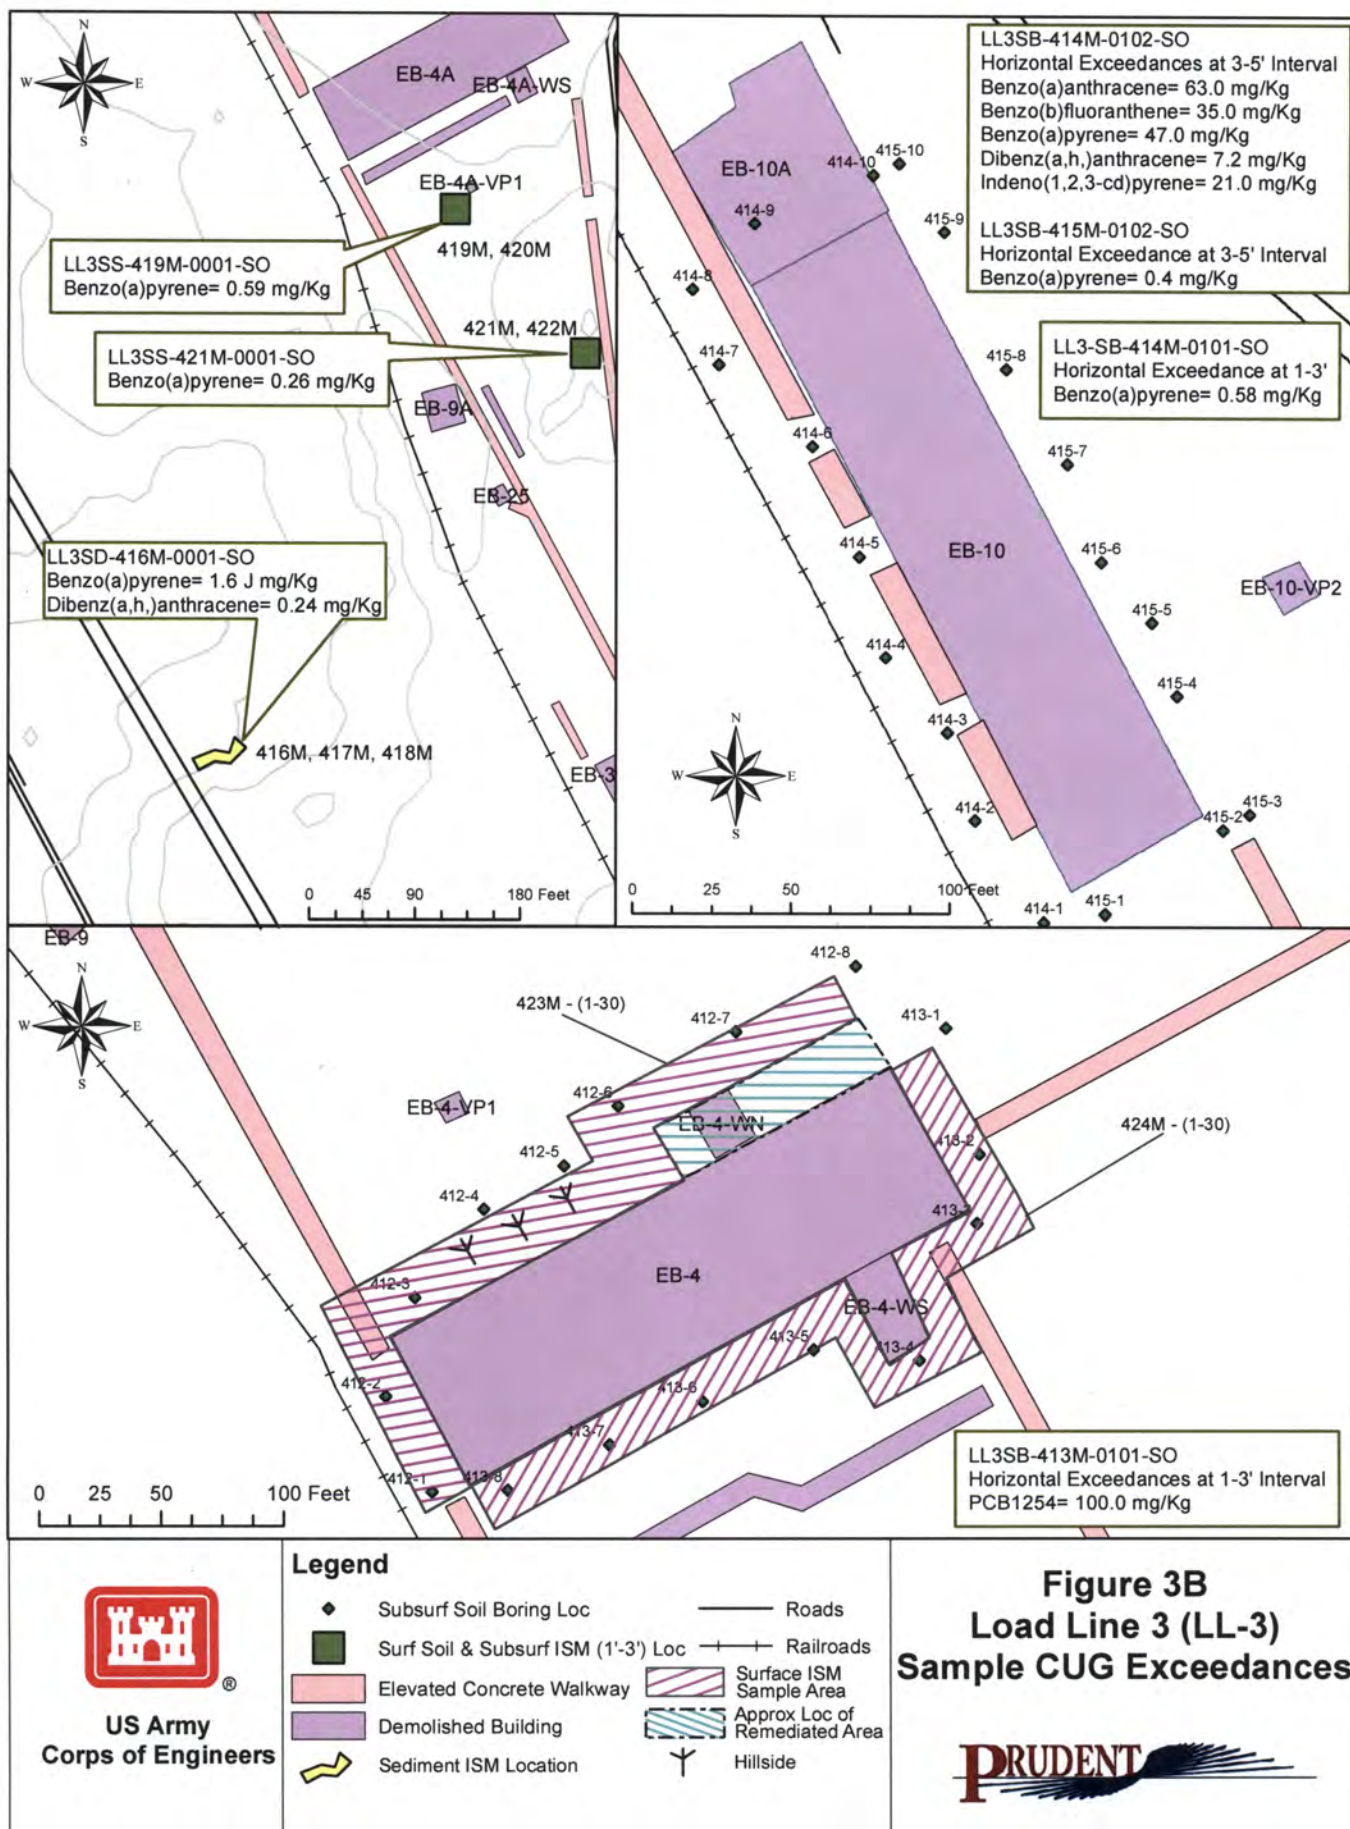 N
W
E
S
EB-4A
EB-4A-WS
EB-4A-VP1
419M, 420M
LL3SS-419M-0001-SO
Benzo(a)pyrene= 0.59 mg/Kg
421M, 422M
LL3SS-421M-0001-SO
Benzo(a)pyrene= 0.26 mg/Kg
EB-9A
EB-25
LL3SD-416M-0001-SO
Benzo(a)pyrene= 1.6 J mg/Kg
Dibenz(a,h,)anthracene= 0.24 mg/Kg
416M, 417M, 418M
EB-3
0 45 90 180 Feet
LL3SB-414M-0102-SO
Horizontal Exceedances at 3-5' Interval
Benzo(a)anthracene= 63.0 mg/Kg
Benzo(b)fluoranthene= 35.0 mg/Kg
Benzo(a)pyrene= 47.0 mg/Kg
Dibenz(a,h,)anthracene= 7.2 mg/Kg
Indeno(1,2,3-cd)pyrene= 21.0 mg/Kg
LL3SB-415M-0102-SO
Horizontal Exceedance at 3-5' Interval
Benzo(a)pyrene= 0.4 mg/Kg
LL3-SB-414M-0101-SO
Horizontal Exceedance at 1-3'
Benzo(a)pyrene= 0.58 mg/Kg
415-10
414-10
EB-10A
414-9
415-9
414-8
414-7
415-8
414-6
415-7
414-5
EB-10
415-6
EB-10-VP2
415-5
414-4
415-4
414-3
N
W
E
S
414-2
415-3
415-2
0 25 50 100 Feet
414-1
415-1
EB-9
N
W
E
S
412-8
423M - (1-30)
412-7
413-1
412-6
EB-4-VP1
EB-4-WN
424M - (1-30)
413-2
412-5
412-4
413-3
EB-4
412-3
EB-4-WS
413-5
413-4
412-2
413-6
413-7
412-1
413-8
LL3SB-413M-0101-SO
Horizontal Exceedances at 1-3' Interval
PCB1254= 100.0 mg/Kg
0 25 50 100 Feet
®
US Army
Corps of Engineers
Legend
Subsurf Soil Boring Loc
Surf Soil & Subsurf ISM (1'-3') Loc
Elevated Concrete Walkway
Demolished Building
Sediment ISM Location
Roads
Railroads
Surface ISM
Sample Area
Approx Loc of
Remediated Area
Hillside
Figure 3B
Load Line 3 (LL-3)
Sample CUG Exceedances
PRUDENT